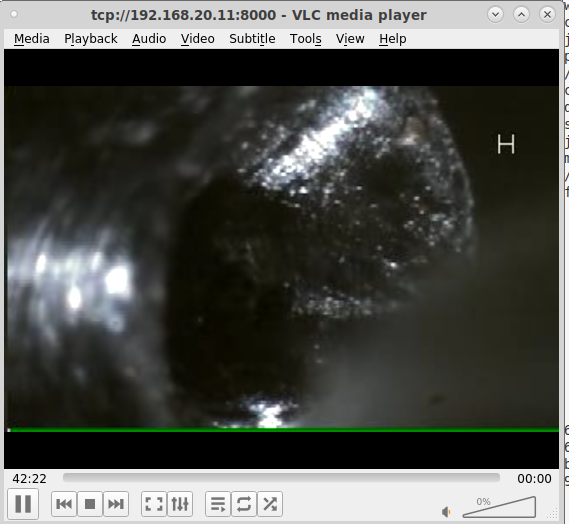 tcp://192.168.20.11:8000 - VLC media player
Media Playback Audio Video Subtitle Tools View Help
H
42:22 00:00
0%